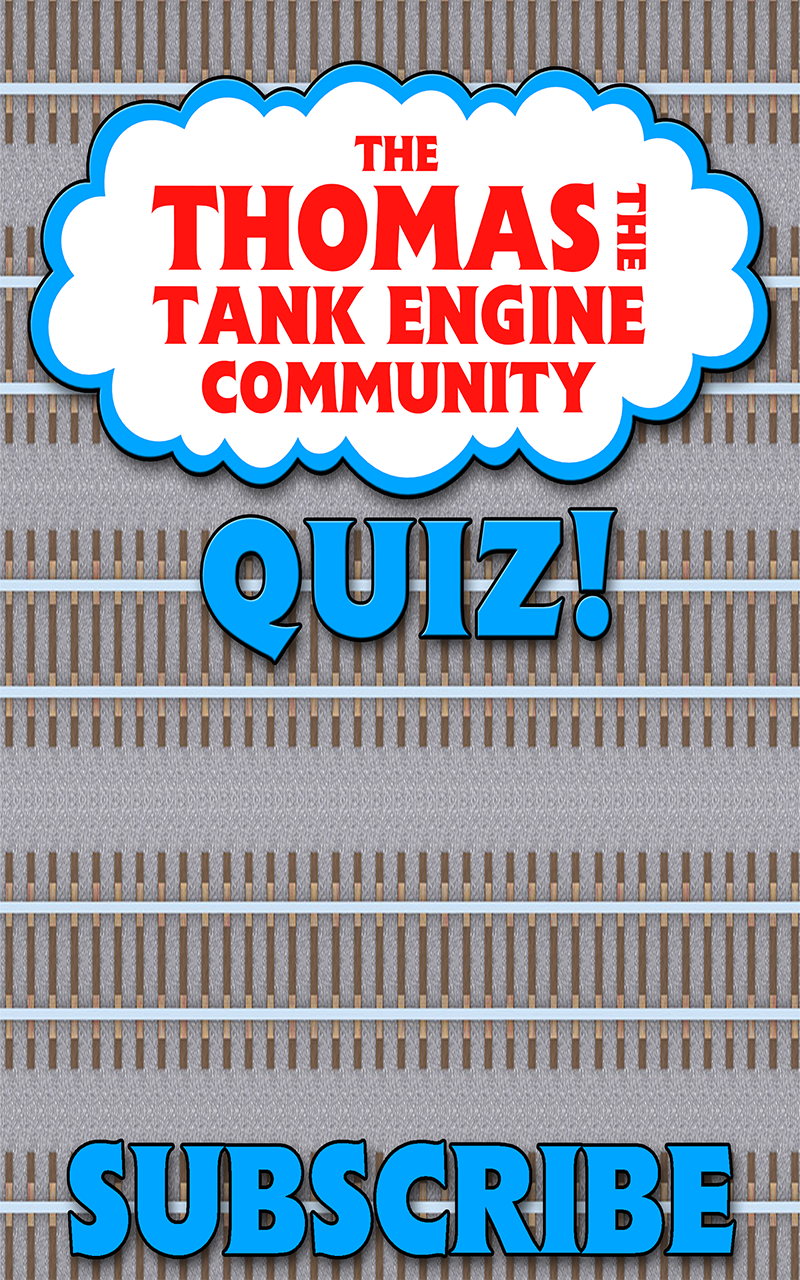 THE
THOMAS THE
TANK ENGINE
COMMUNITY
QUIZ!
SUBSCRIBE